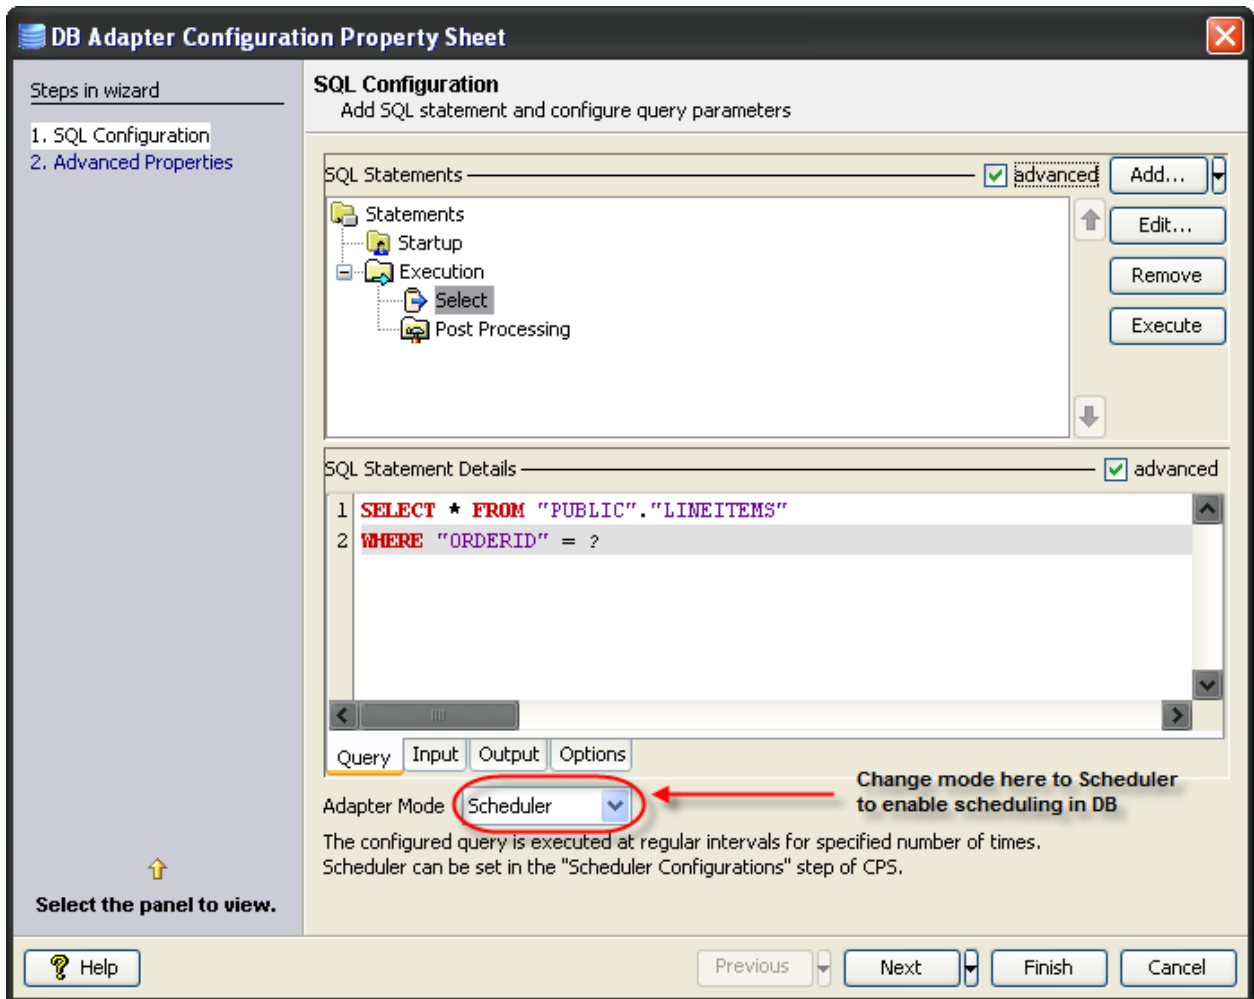 DB Adapter Configuration Property Sheet
Steps in wizard
1. SQL Configuration
2. Advanced Properties
SQL Configuration
Add SQL statement and configure query parameters
SQL Statements
advanced
Add...
Statements
Startup
Execution
Select
Post Processing
Edit...
Remove
Execute
SQL Statement Details
advanced
1 SELECT * FROM "PUBLIC"."LINEITEMS"
2 WHERE "ORDERID" = ?
Query Input Output Options
Adapter Mode Scheduler
Change mode here to Scheduler
to enable scheduling in DB
The configured query is executed at regular intervals for specified number of times.
Scheduler can be set in the "Scheduler Configurations" step of CPS.
Select the panel to view.
Help
Previous
Next
Finish
Cancel